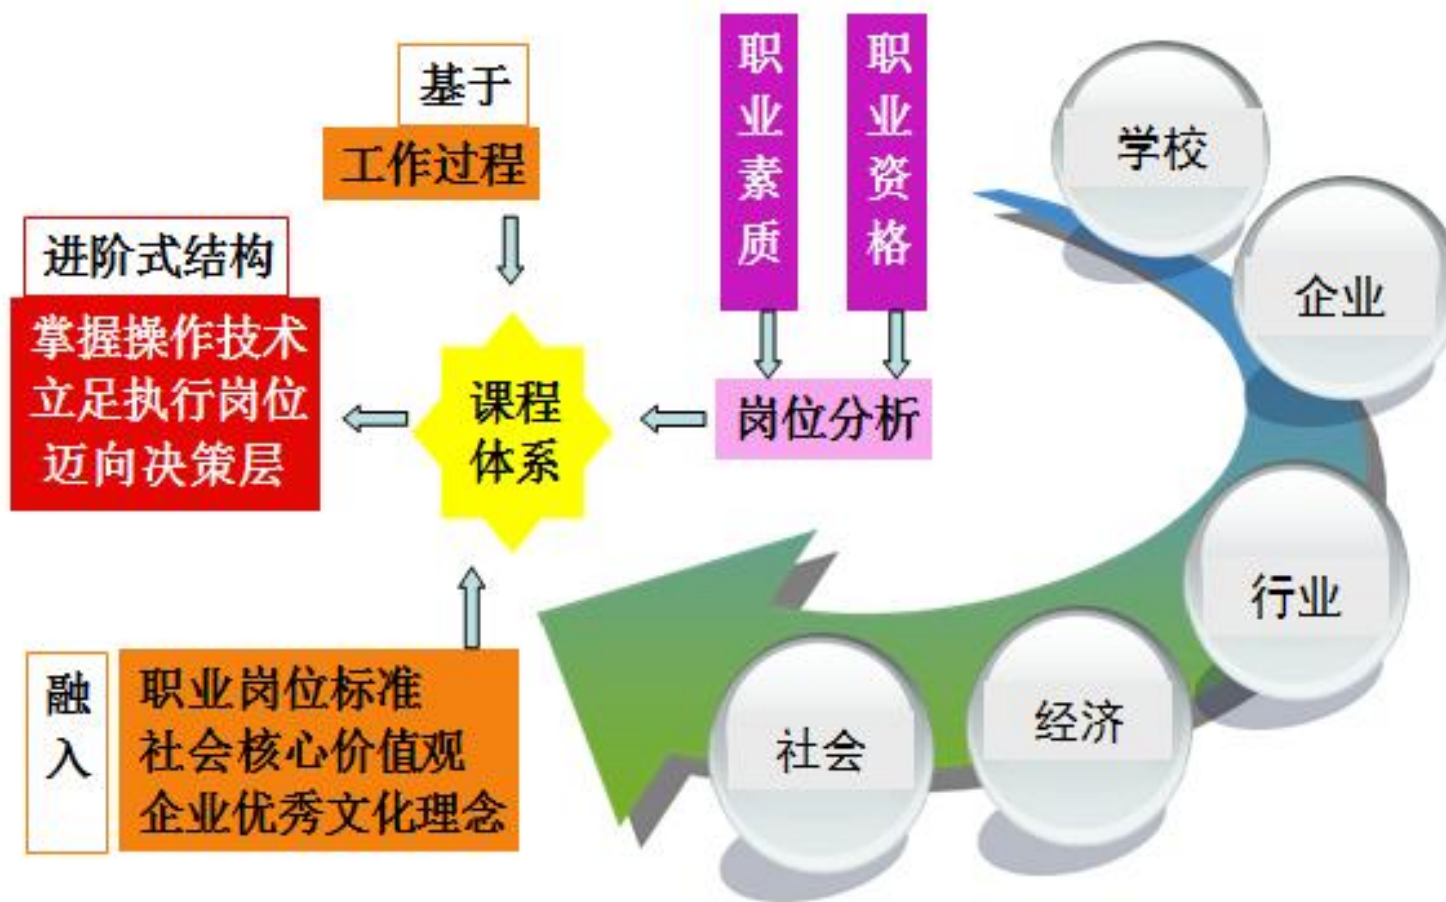 基于
工作过程
进阶式结构
掌握操作技术
立足执行岗位
迈向决策层
课程
体系
职业素质
职业资格
岗位分析
融入
职业岗位标准
社会核心价值观
企业优秀文化理念
学校
企业
行业
经济
社会